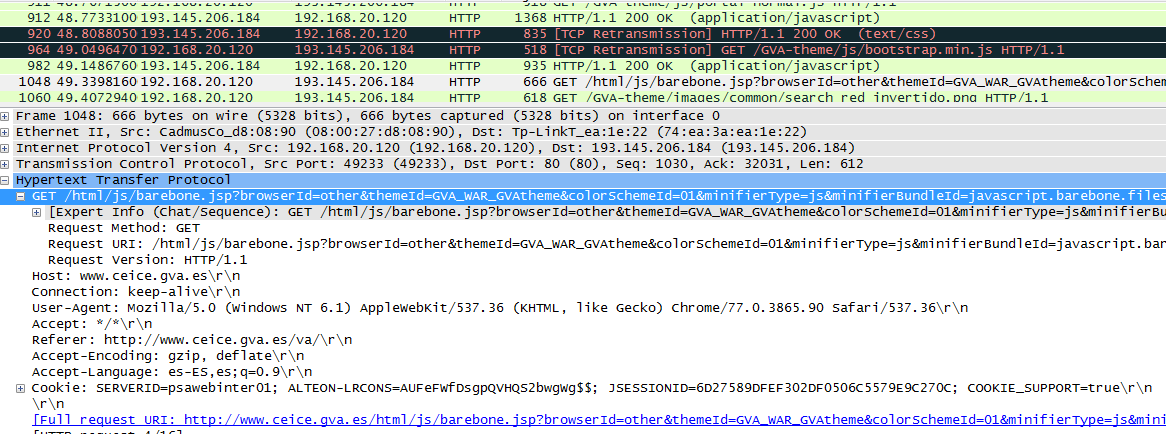 912 48.7733100 193.145.206.184 192.168.20.120 HTTP 1368 HTTP/1.1 200 OK (application/javascript)
920 48.8088050 193.145.206.184 192.168.20.120 HTTP 835 [TCP Retransmission] HTTP/1.1 200 OK (text/css)
964 49.0496470 192.168.20.120 193.145.206.184 HTTP 518 [TCP Retransmission] GET /GVA-theme/js/bootstrap.min.js HTTP/1.1
982 49.1486760 193.145.206.184 192.168.20.120 HTTP 935 HTTP/1.1 200 OK (application/javascript)
1048 49.3398160 192.168.20.120 193.145.206.184 HTTP 666 GET /html/js/barebone.jsp?browserId=other&themeId=GVA_WAR_GVAtheme&colorSchem
1060 49.4072940 192.168.20.120 193.145.206.184 HTTP 618 GET /GVA-theme/images/common/search_red_invertido.png HTTP/1.1
Frame 1048: 666 bytes on wire (5328 bits), 666 bytes captured (5328 bits) on interface 0
Ethernet II, Src: CadmusCo_d8:08:90 (08:00:27:d8:08:90), Dst: Tp-LinkT_ea:1e:22 (74:ea:3a:ea:1e:22)
Internet Protocol Version 4, Src: 192.168.20.120 (192.168.20.120), Dst: 193.145.206.184 (193.145.206.184)
Transmission Control Protocol, Src Port: 49233 (49233), Dst Port: 80 (80), Seq: 1030, Ack: 32031, Len: 612
Hypertext Transfer Protocol
GET /html/js/barebone.jsp?browserId=other&themeId=GVA_WAR_GVAtheme&colorSchemeId=01&minifierType=js&minifierBundleId=javascript.barebone.files
[Expert Info (Chat/Sequence): GET /html/js/barebone.jsp?browserId=other&themeId=GVA_WAR_GVAtheme&colorSchemeId=01&minifierType=js&minifierBu
Request Method: GET
Request URI: /html/js/barebone.jsp?browserId=other&themeId=GVA_WAR_GVAtheme&colorSchemeId=01&minifierType=js&minifierBundleId=javascript.bar
Request Version: HTTP/1.1
Host: www.ceice.gva.es\r\n
Connection: keep-alive\r\n
User-Agent: Mozilla/5.0 (Windows NT 6.1) AppleWebKit/537.36 (KHTML, like Gecko) Chrome/77.0.3865.90 Safari/537.36\r\n
Accept: */*\r\n
Referer: http://www.ceice.gva.es/va/\r\n
Accept-Encoding: gzip, deflate\r\n
Accept-Language: es-ES,es;q=0.9\r\n
Cookie: SERVERID=psawebinter01; ALTEON-LRCONS=AUFeFWfDsgpQVHQS2bwgWg$$; JSESSIONID=6D27589DFEF302DF0506C5579E9C270C; COOKIE_SUPPORT=true\r\n
\r\n
[Full request URI: http://www.ceice.gva.es/html/js/barebone.jsp?browserId=other&themeId=GVA_WAR_GVAtheme&colorSchemeId=01&minifierType=js&mini